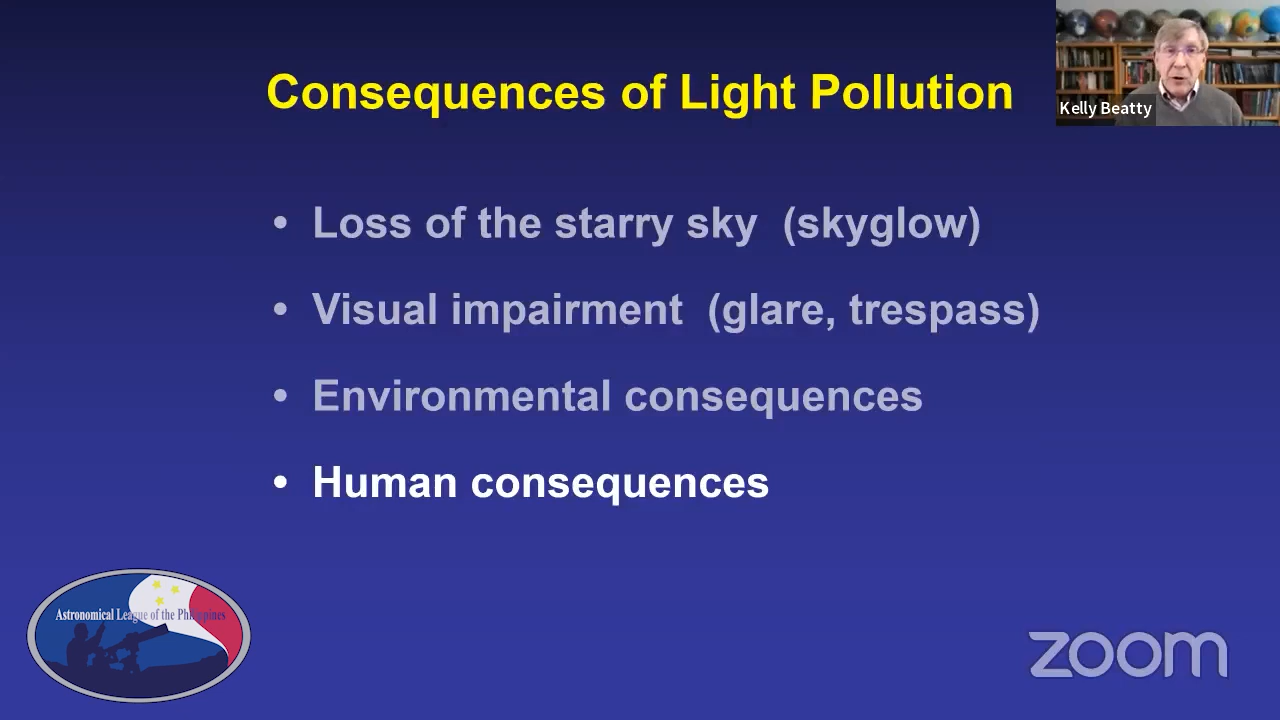 Consequences of Light Pollution
Kelly Beatty
• Loss of the starry sky (skyglow)
• Visual impairment (glare, trespass)
• Environmental consequences
• Human consequences
Astronomical League of the Philippines
zoom